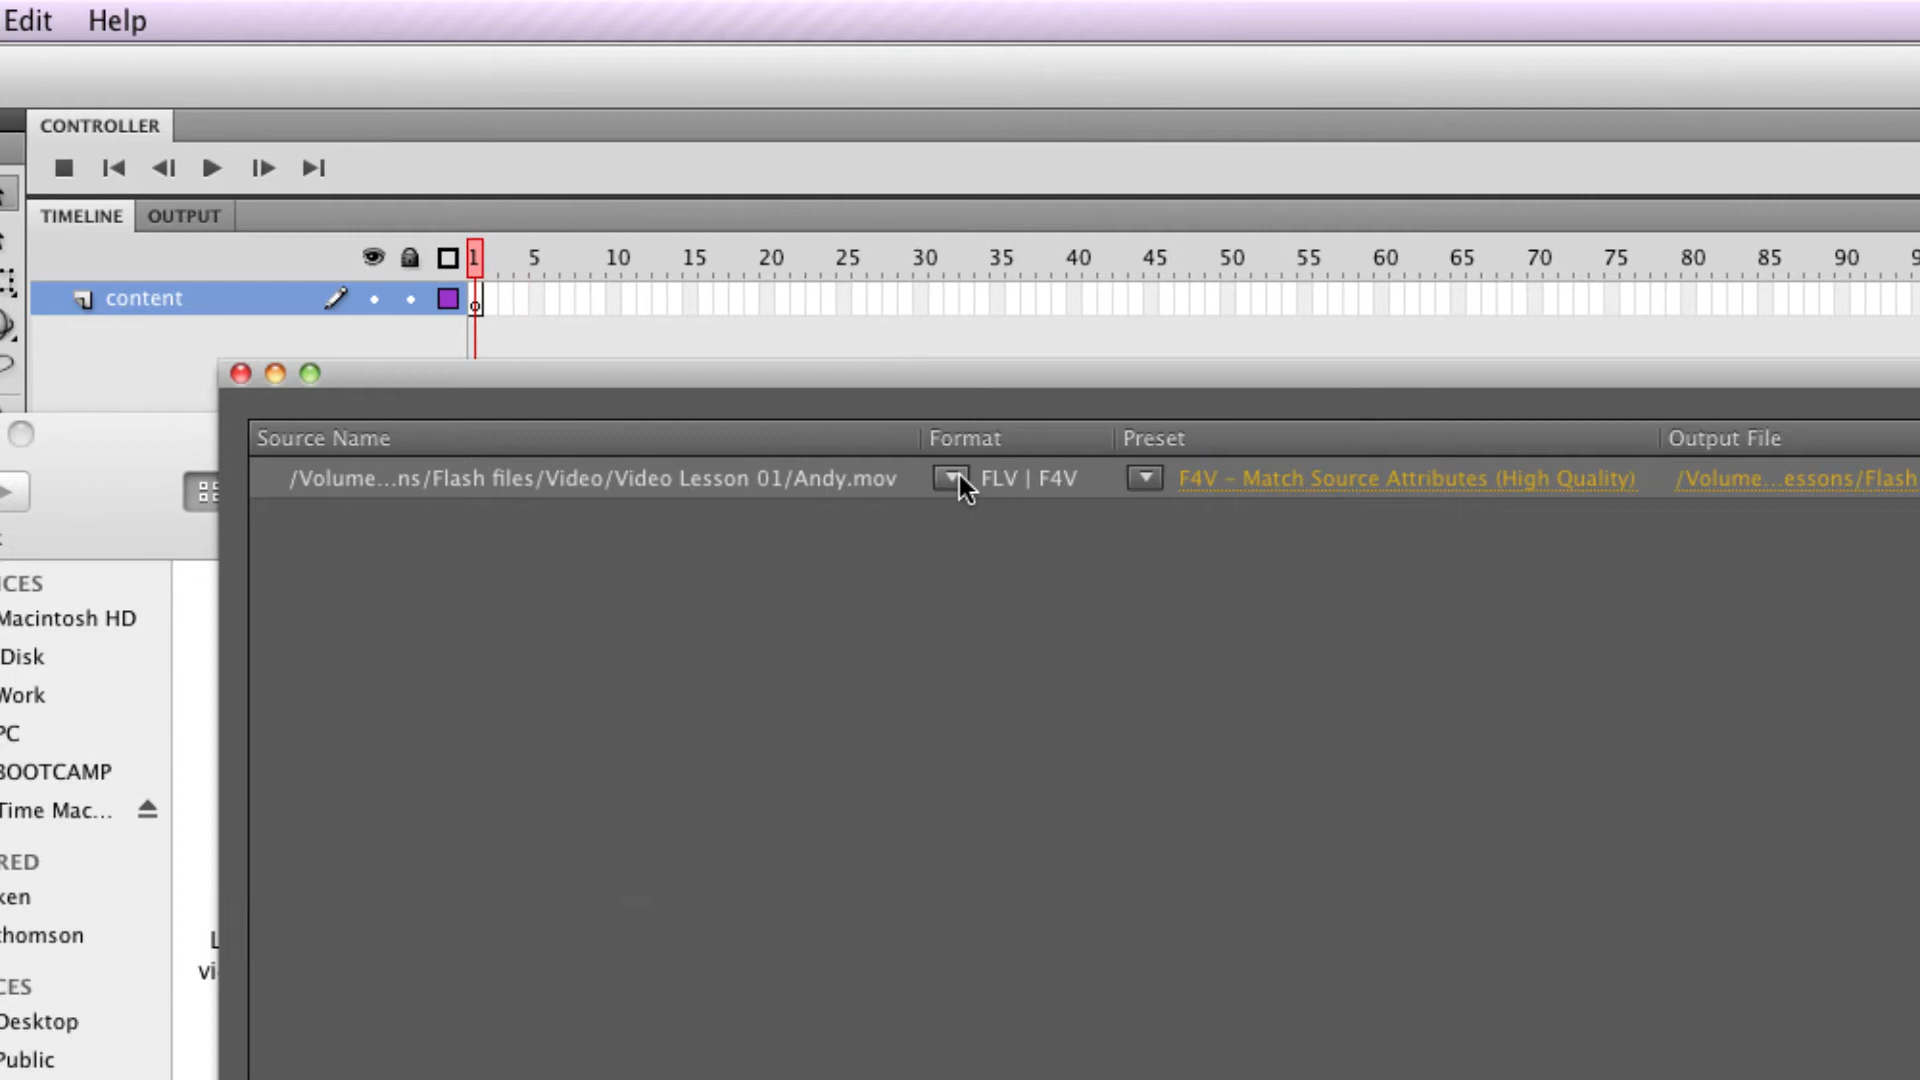 Edit Help
CONTROLLER
TIMELINE OUTPUT
1 5 10 15 20 25 30 35 40 45 50 55 60 65 70 75 80 85 90 9
content
Source Name Format Preset Output File
/Volume...ns/Flash files/Video/Video Lesson 01/Andy.mov FLV | F4V F4V – Match Source Attributes (High Quality) /Volume...essons/Flash
ICES
Macintosh HD
Disk
Work
PC
BOOTCAMP
Time Mac...
RED
ken
thomson
L
vi
CES
Desktop
Public